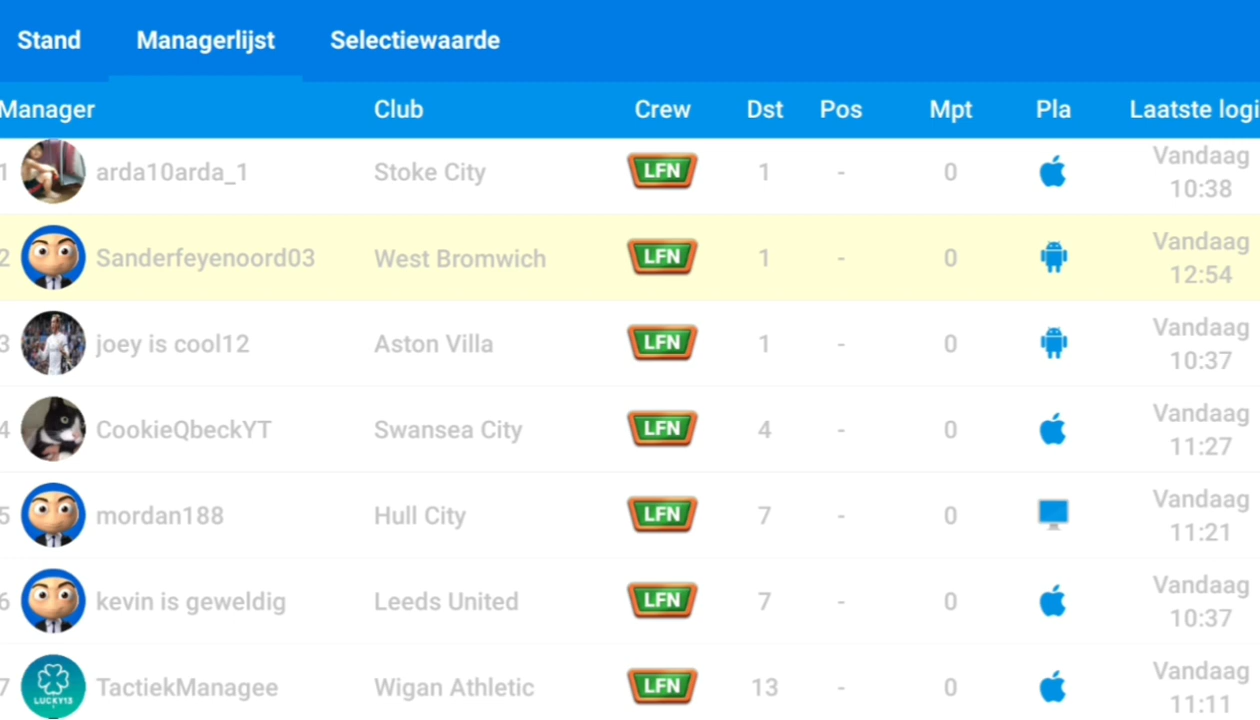 Stand Managerlijst Selectiewaarde
Manager Club Crew Dst Pos Mpt Pla Laatste logi
1 arda10arda_1 Stoke City LFN 1 - 0 Vandaag 10:38
2 Sanderfeyenoord03 West Bromwich LFN 1 - 0 Vandaag 12:54
3 joey is cool12 Aston Villa LFN 1 - 0 Vandaag 10:37
4 CookieQbeckYT Swansea City LFN 4 - 0 Vandaag 11:27
5 mordan188 Hull City LFN 7 - 0 Vandaag 11:21
6 kevin is geweldig Leeds United LFN 7 - 0 Vandaag 10:37
7 LUCKY13 TactiekManagee Wigan Athletic LFN 13 - 0 Vandaag 11:11